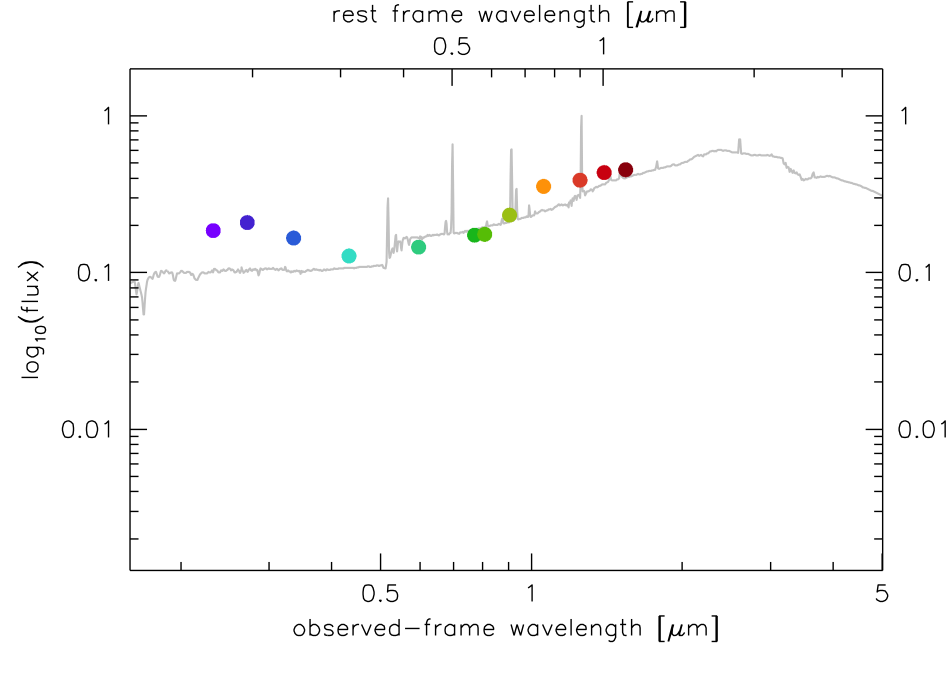 rest frame wavelength [μm]
0.5 1
1 1
0.1 0.1
log10(flux)
0.01 0.01
0.5 1 5
observed-frame wavelength [μm]